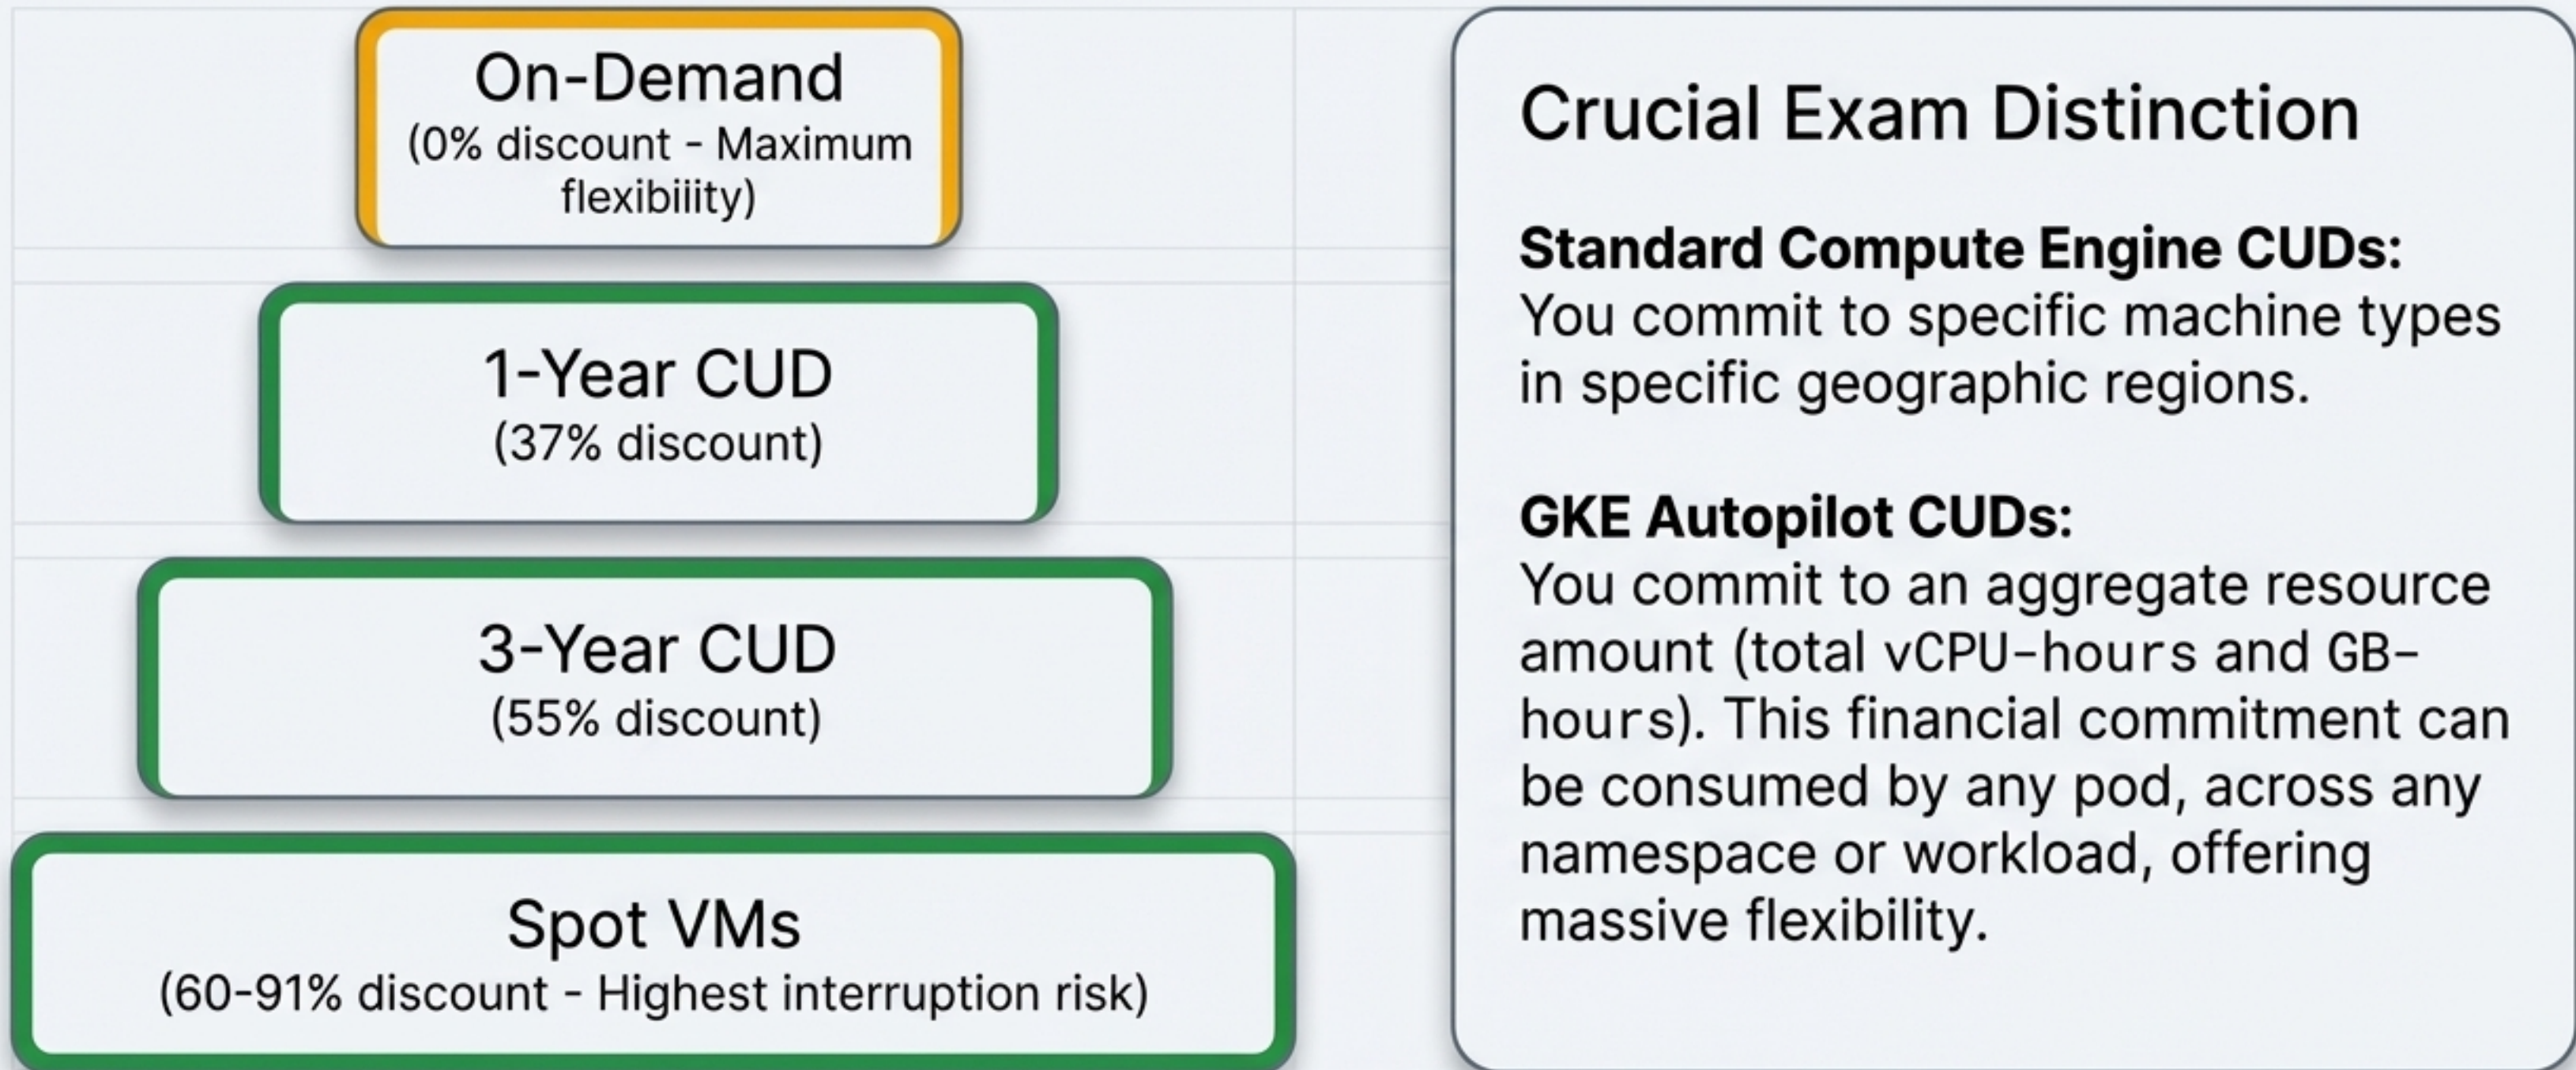 On-Demand
(0% discount - Maximum
flexibiiity)
1-Year CUD
(37% discount)
3-Year CUD
(55% discount)
Spot VMs
(60-91% discount - Highest interruption risk)
Crucial Exam Distinction
Standard Compute Engine CUDs:
You commit to specific machine types
in specific geographic regions.
GKE Autopilot CUDs:
You commit to an aggregate resource
amount (total vCPU-hours and GB-
hours). This financial commitment can
be consumed by any pod, across any
namespace or workload, offering
massive flexibility.